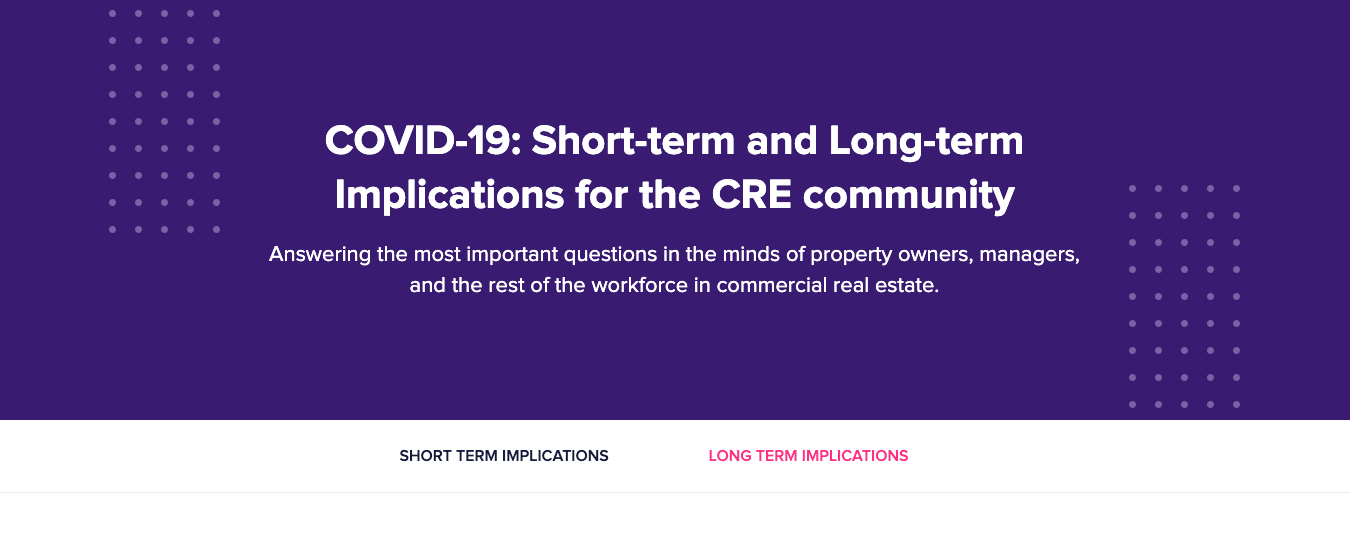 COVID-19: Short-term and Long-term
Implications for the CRE community
Answering the most important questions in the minds of property owners, managers,
and the rest of the workforce in commercial real estate.
SHORT TERM IMPLICATIONS
LONG TERM IMPLICATIONS